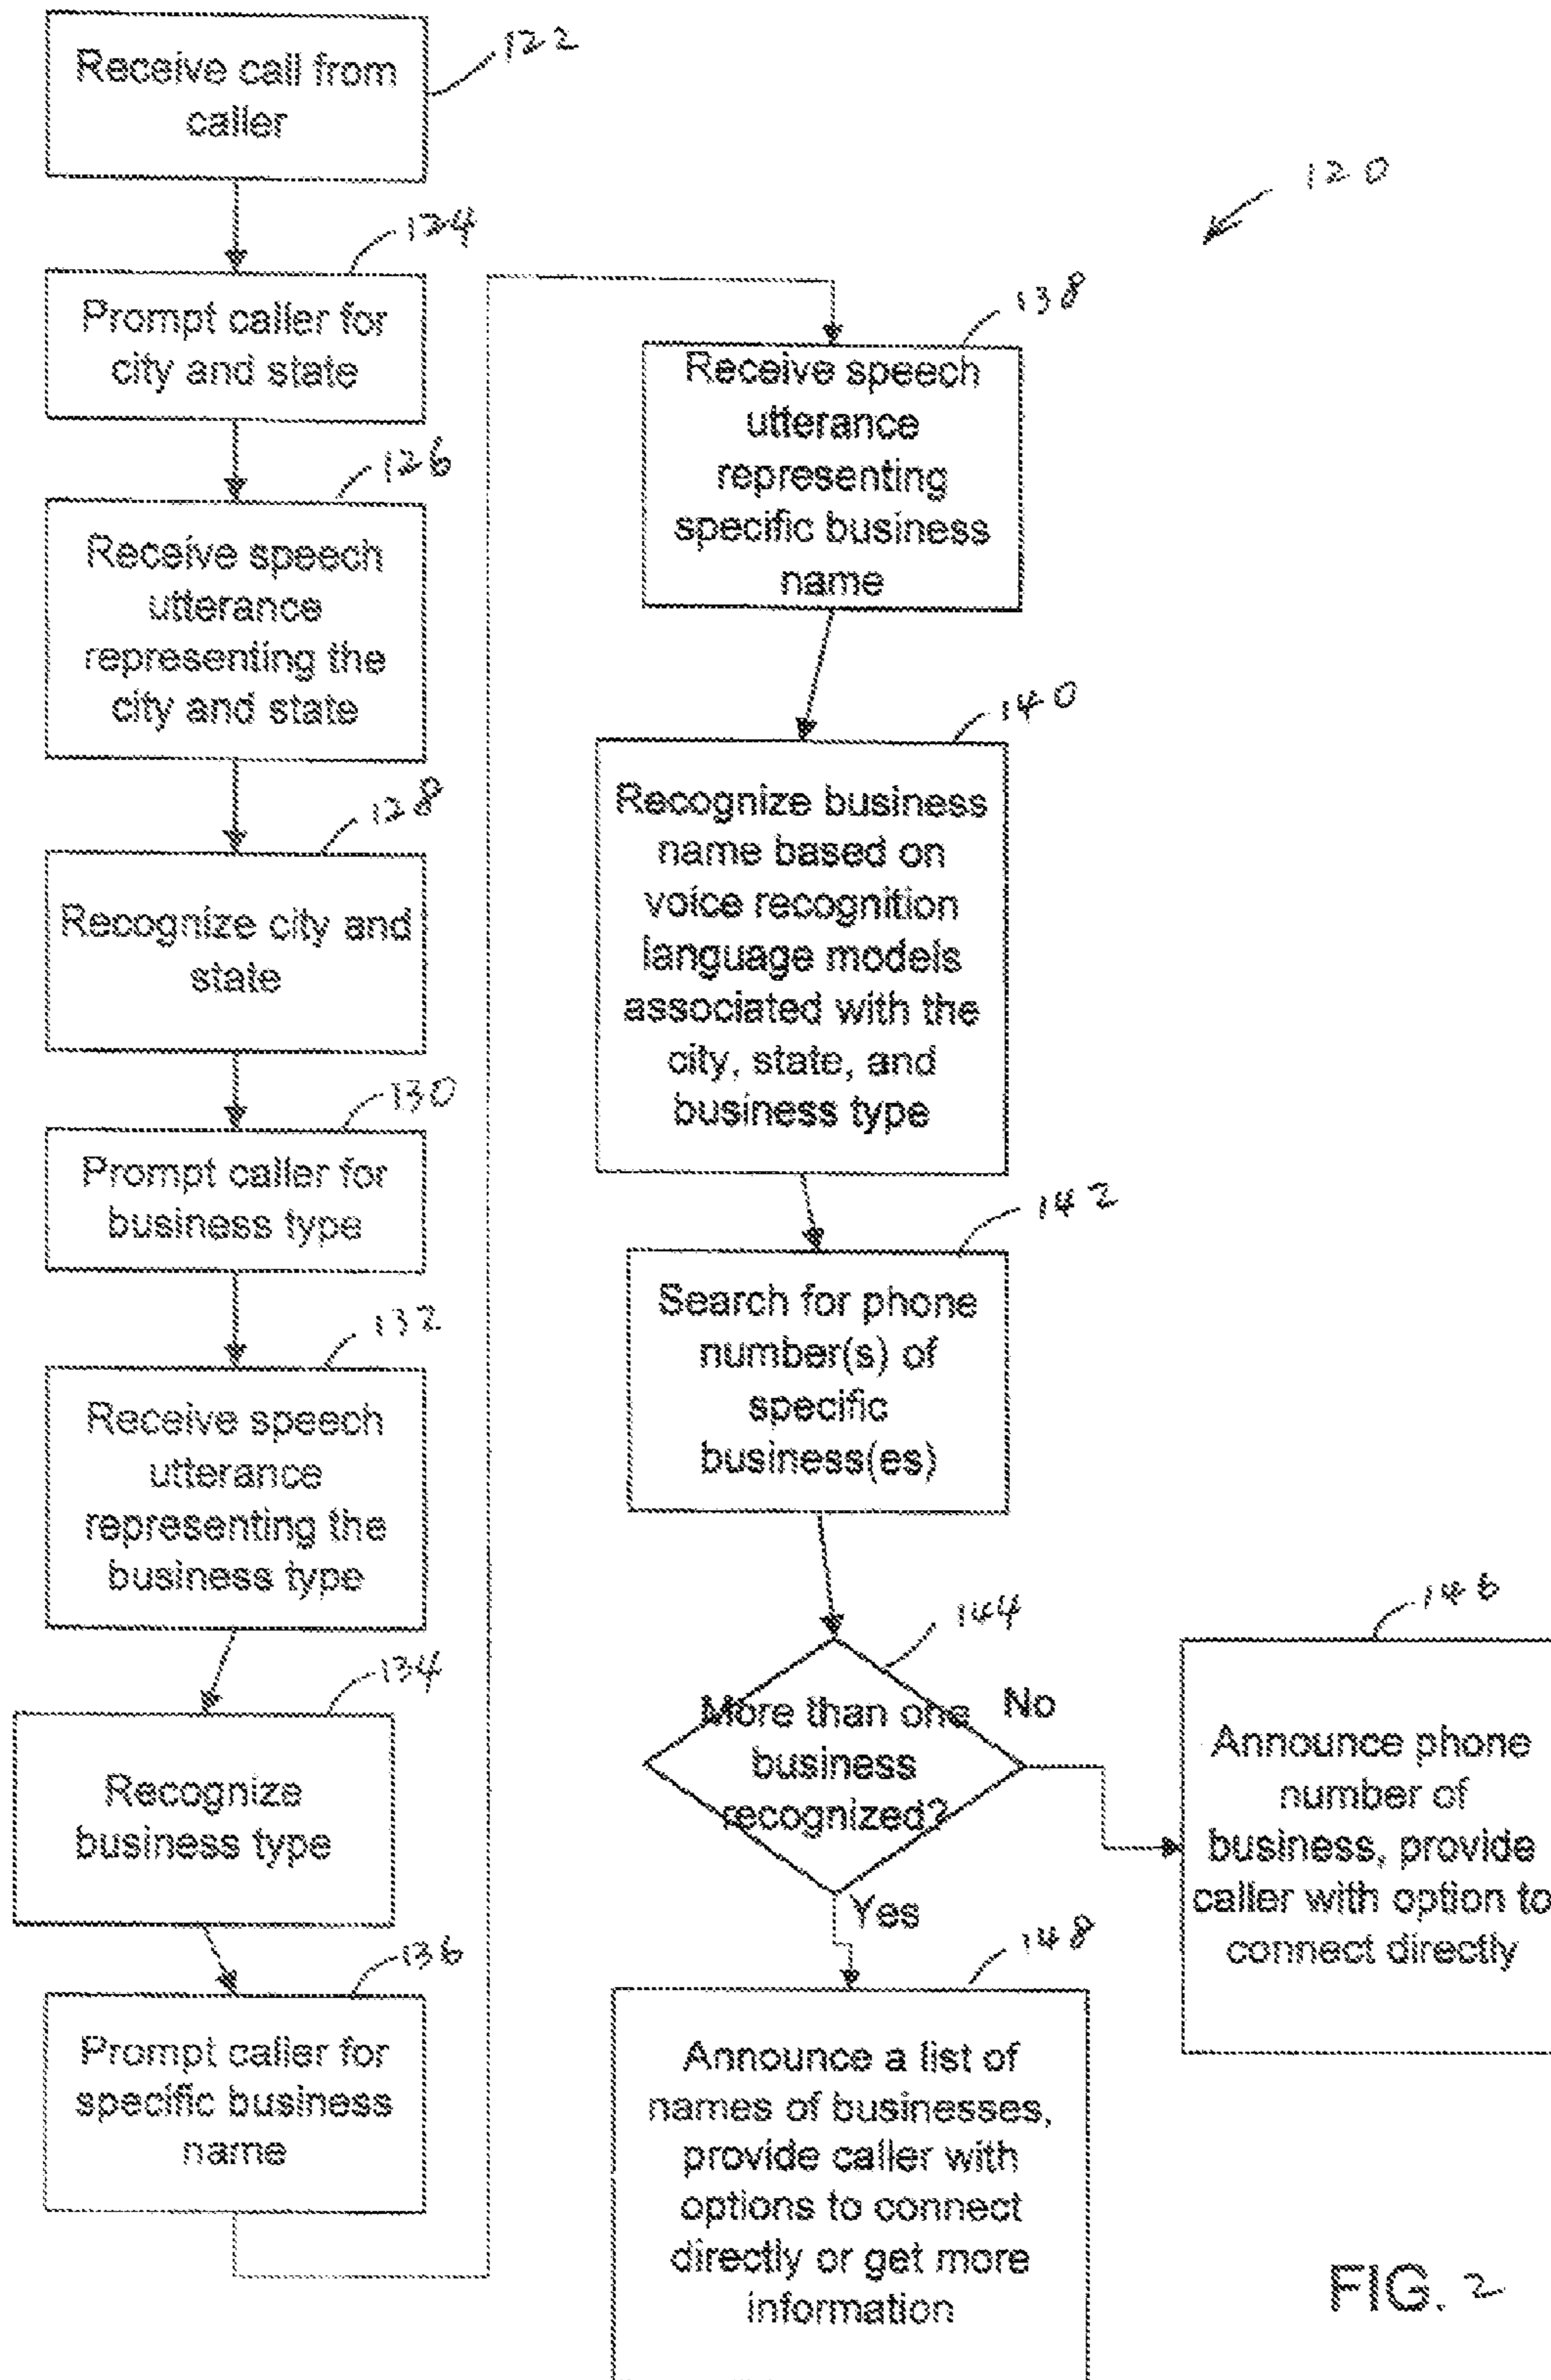 Receive call from
caller
122
120
124
Prompt caller for
city and state
126
Receive speech
utterance
representing the
city and state
128
Recognize city and
state
130
Prompt caller for
business type
132
Receive speech
utterance
representing the
business type
134
Recognize
business type
136
Prompt caller for
specific business
name
138
Receive speech
utterance
representing
specific business
name
140
Recognize business
name based on
voice recognition
language models
associated with the
city, state, and
business type
142
Search for phone
number(s) of
specific
business(es)
144
More than one
business
recognized?
No
Yes
146
Announce phone
number of
business, provide
caller with option to
connect directly
148
Announce a list of
names of businesses,
provide caller with
options to connect
directly or get more
information
FIG. 2